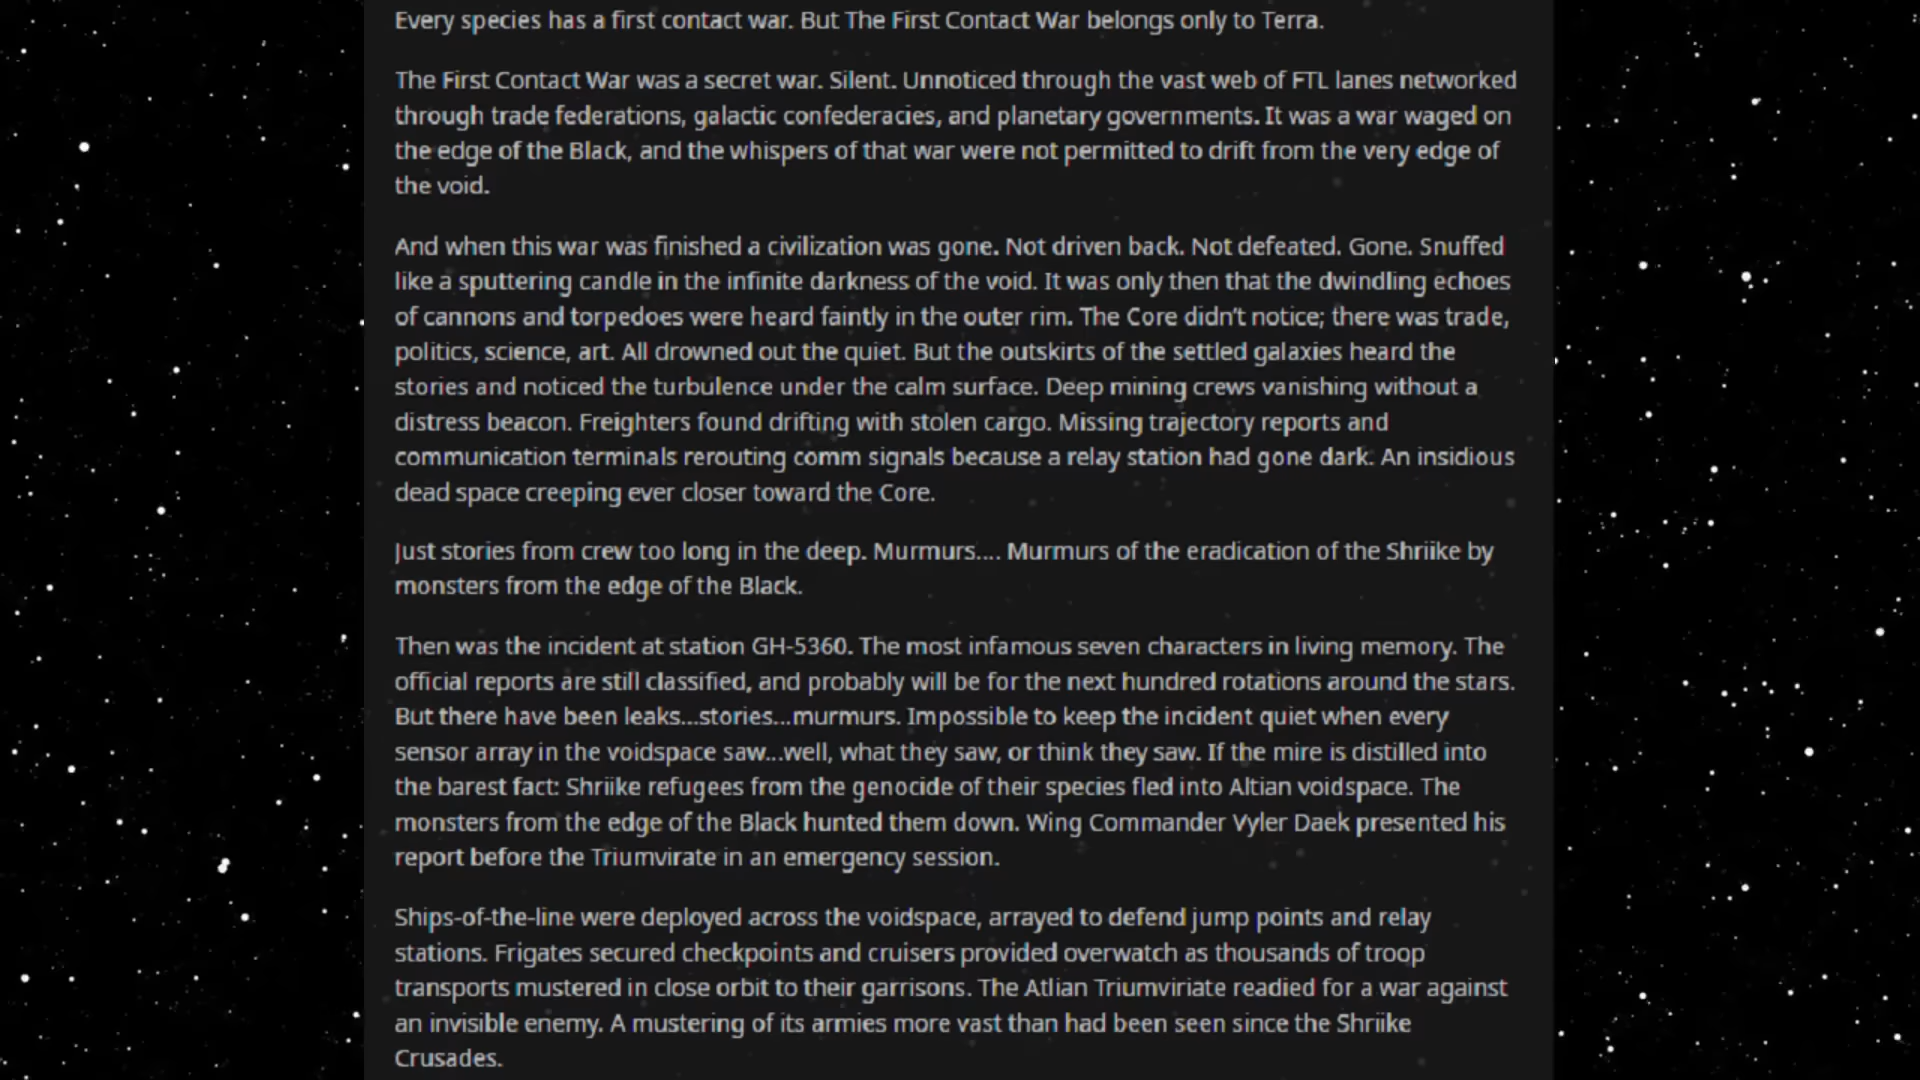 Every species has a first contact war. But The First Contact War belongs only to Terra.
The First Contact War was a secret war. Silent. Unnoticed through the vast web of FTL lanes networked
through trade federations, galactic confederacies, and planetary governments. It was a war waged on
the edge of the Black, and the whispers of that war were not permitted to drift from the very edge of
the void.
And when this war was finished a civilization was gone. Not driven back. Not defeated. Gone. Snuffed
like a sputtering candle in the infinite darkness of the void. It was only then that the dwindling echoes
of cannons and torpedoes were heard faintly in the outer rim. The Core didn't notice; there was trade,
politics, science, art. All drowned out the quiet. But the outskirts of the settled galaxies heard the
stories and noticed the turbulence under the calm surface. Deep mining crews vanishing without a
distress beacon. Freighters found drifting with stolen cargo. Missing trajectory reports and
communication terminals rerouting comm signals because a relay station had gone dark. An insidious
dead space creeping ever closer toward the Core.
Just stories from crew too long in the deep. Murmurs.... Murmurs of the eradication of the Shriike by
monsters from the edge of the Black.
Then was the incident at station GH-5360. The most infamous seven characters in living memory. The
official reports are still classified, and probably will be for the next hundred rotations around the stars.
But there have been leaks...stories...murmurs. Impossible to keep the incident quiet when every
sensor array in the voidspace saw...well, what they saw, or think they saw. If the mire is distilled into
the barest fact: Shriike refugees from the genocide of their species fled into Altian voidspace. The
monsters from the edge of the Black hunted them down. Wing Commander Vyler Daek presented his
report before the Triumvirate in an emergency session.
Ships-of-the-line were deployed across the voidspace, arrayed to defend jump points and relay
stations. Frigates secured checkpoints and cruisers provided overwatch as thousands of troop
transports mustered in close orbit to their garrisons. The Atlian Triumviriate readied for a war against
an invisible enemy. A mustering of its armies more vast than had been seen since the Shriike
Crusades.